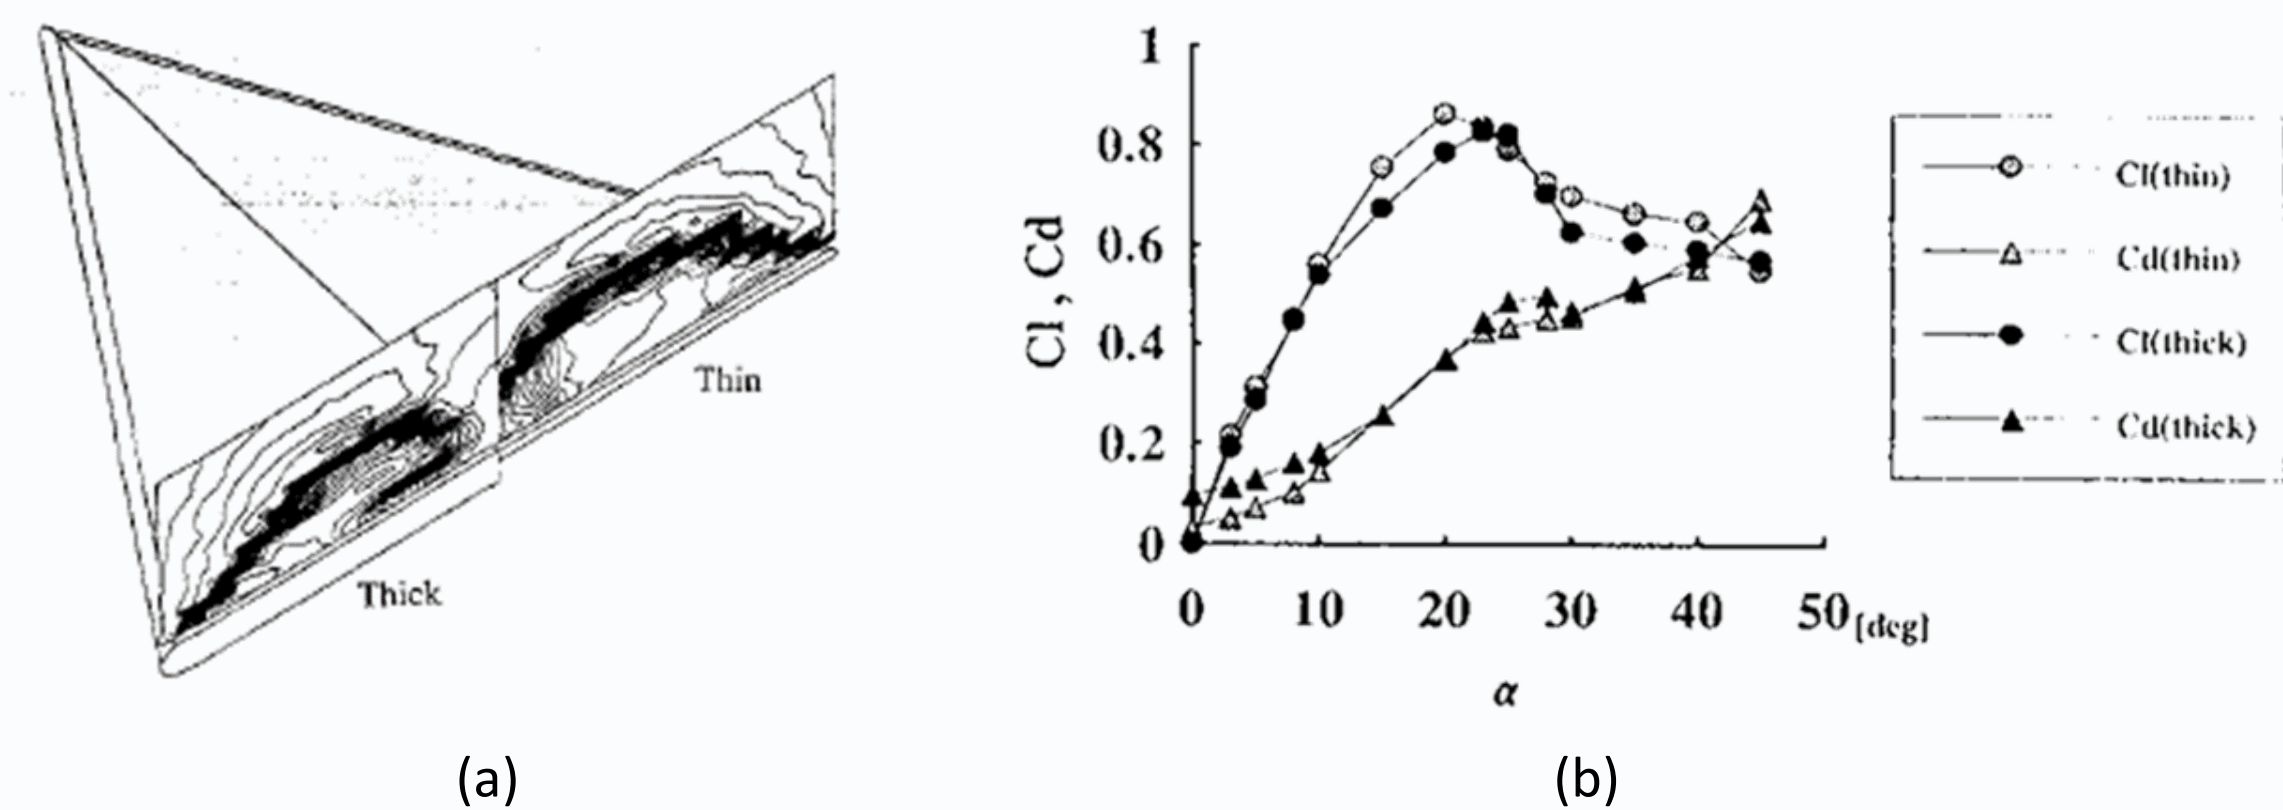 Thin
Thick
(a)
Cl , Cd
1
0.8
0.6
0.4
0.2
0
0 10 20 30 40 50 [deg]
α
Cl(thin)
Cd(thin)
Cl(thick)
Cd(thick)
(b)